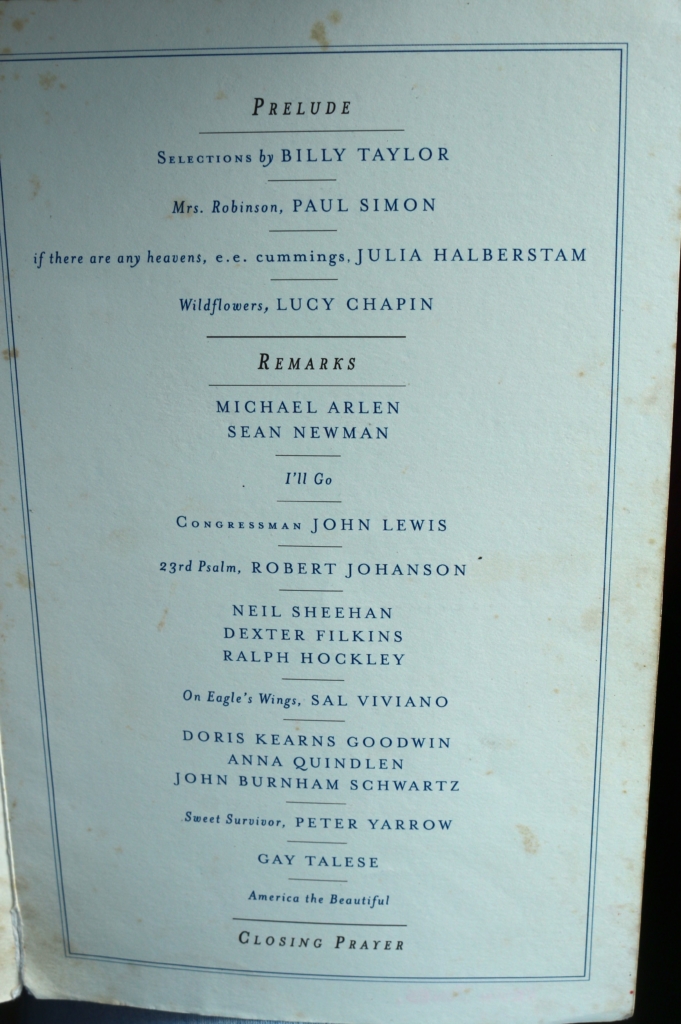 PRELUDE
SELECTIONS by BILLY TAYLOR
Mrs. Robinson, PAUL SIMON
if there are any heavens, e.e. cummings, JULIA HALBERSTAM
Wildflowers, LUCY CHAPIN
REMARKS
MICHAEL ARLEN
SEAN NEWMAN
I'll Go
CONGRESSMAN JOHN LEWIS
23rd Psalm, ROBERT JOHANSON
NEIL SHEEHAN
DEXTER FILKINS
RALPH HOCKLEY
On Eagle's Wings, SAL VIVIANO
DORIS KEARNS GOODWIN
ANNA QUINDLEN
JOHN BURNHAM SCHWARTZ
Sweet Survivor, PETER YARROW
GAY TALESE
America the Beautiful
CLOSING PRAYER